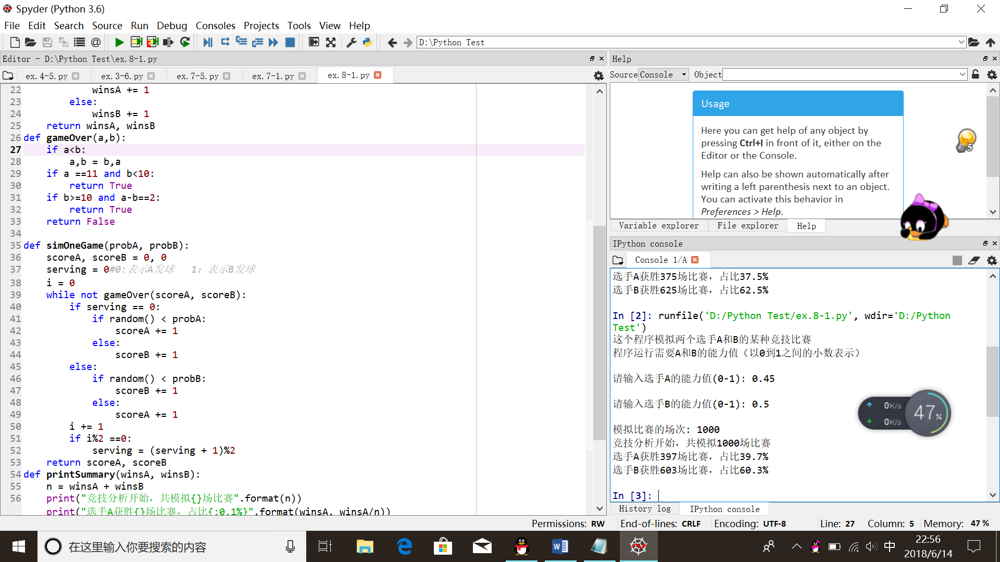 Spyder (Python 3.6)
File Edit Search Source Run Debug Consoles Projects Tools View Help
D:\Python Test
Editor - D:\Python Test\ex.8-1.py
ex.4-5.py ex.3-6.py ex.7-5.py ex.7-1.py ex.8-1.py
22 winsA += 1
23 else:
24 winsB += 1
25 return winsA, winsB
26 def gameOver(a,b):
27 if a<b:
28 a,b = b,a
29 if a ==11 and b<10:
30 return True
31 if b>=10 and a-b==2:
32 return True
33 return False
34
35 def simOneGame(probA, probB):
36 scoreA, scoreB = 0, 0
37 serving = 0#0:表示A发球 1: 表示B发球
38 i = 0
39 while not gameOver(scoreA, scoreB):
40 if serving == 0:
41 if random() < probA:
42 scoreA += 1
43 else:
44 scoreB += 1
45 else:
46 if random() < probB:
47 scoreB += 1
48 else:
49 scoreA += 1
50 i += 1
51 if i%2 ==0:
52 serving = (serving + 1)%2
53 return scoreA, scoreB
54 def printSummary(winsA, winsB):
55 n = winsA + winsB
56 print("竞技分析开始，共模拟{}场比赛".format(n))
print("选手A获胜{}场比赛，占比{:0.1%}".format(winsA, winsA/n))
Help
Source Console Object
Usage
Here you can get help of any object by
pressing Ctrl+I in front of it, either on the
Editor or the Console.
Help can also be shown automatically after
writing a left parenthesis next to an object.
You can activate this behavior in
Preferences > Help.
Variable explorer File explorer Help
IPython console
Console 1/A
选手A获胜375场比赛，占比37.5%
选手B获胜625场比赛，占比62.5%
In [2]: runfile('D:/Python Test/ex.8-1.py', wdir='D:/Python
Test')
这个程序模拟两个选手A和B的某种竞技比赛
程序运行需要A和B的能力值（以0到1之间的小数表示）
请输入选手A的能力值(0-1): 0.45
请输入选手B的能力值(0-1): 0.5
模拟比赛的场次: 1000
竞技分析开始，共模拟1000场比赛
选手A获胜397场比赛，占比39.7%
选手B获胜603场比赛，占比60.3%
In [3]:
0K/s
0K/s
47%
History log IPython console
Permissions: RW End-of-lines: CRLF Encoding: UTF-8 Line: 27 Column: 5 Memory: 47 %
在这里输入你要搜索的内容
中
22:56
2018/6/14